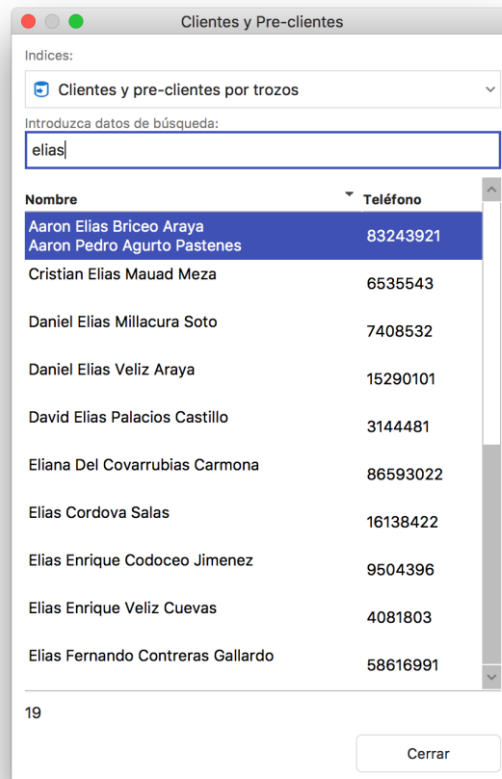 Clientes y Pre-clientes
Indices:
Clientes y pre-clientes por trozos
Introduzca datos de búsqueda:
elias
Nombre Teléfono
Aaron Elias Briceo Araya
Aaron Pedro Agurto Pastenes 83243921
Cristian Elias Mauad Meza 6535543
Daniel Elias Millacura Soto 7408532
Daniel Elias Veliz Araya 15290101
David Elias Palacios Castillo 3144481
Eliana Del Covarrubias Carmona 86593022
Elias Cordova Salas 16138422
Elias Enrique Codoceo Jimenez 9504396
Elias Enrique Veliz Cuevas 4081803
Elias Fernando Contreras Gallardo 58616991
19
Cerrar